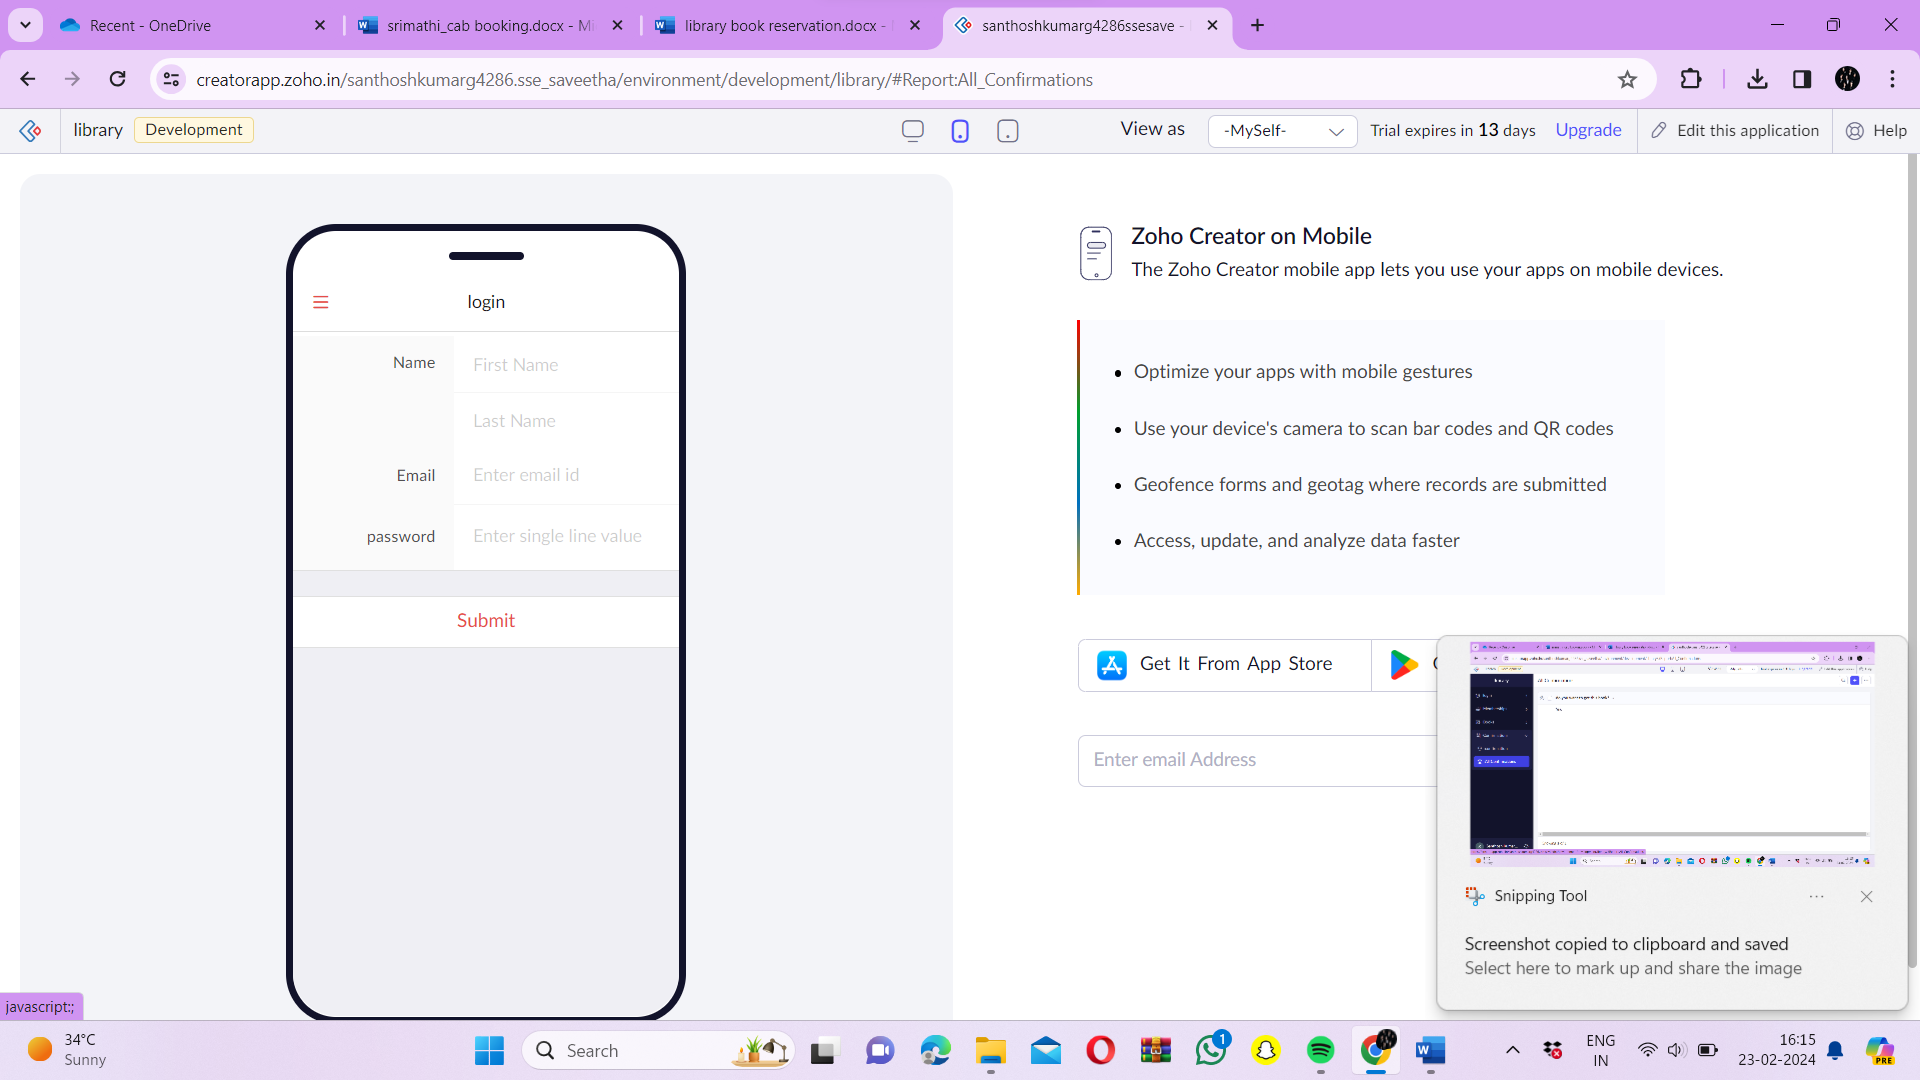 Recent - OneDrive
srimathi_cab booking.docx - Mi
library book reservation.docx -
santhoshkumarg4286ssesave -
creatorapp.zoho.in/santhoshkumarg4286.sse_saveetha/environment/development/library/#Report:All_Confirmations
library
Development
View as
-MySelf-
Trial expires in 13 days
Upgrade
Edit this application
Help
login
Name
First Name
Last Name
Email
Enter email id
password
Enter single line value
Submit
Zoho Creator on Mobile
The Zoho Creator mobile app lets you use your apps on mobile devices.
Optimize your apps with mobile gestures
Use your device's camera to scan bar codes and QR codes
Geofence forms and geotag where records are submitted
Access, update, and analyze data faster
Get It From App Store
Enter email Address
Snipping Tool
Screenshot copied to clipboard and saved
Select here to mark up and share the image
javascript:;
34°C
Sunny
Search
1
ENG
IN
16:15
23-02-2024
PRE